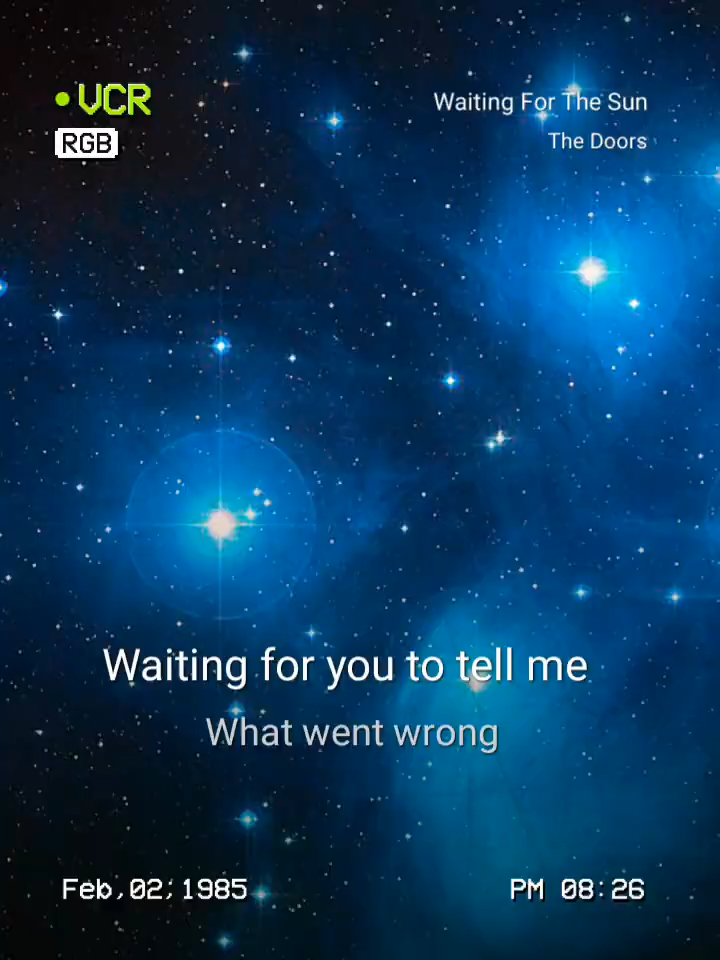 • VCR
RGB
Waiting For The Sun
The Doors
Waiting for you to tell me
What went wrong
Feb,02,1985
PM 08:26